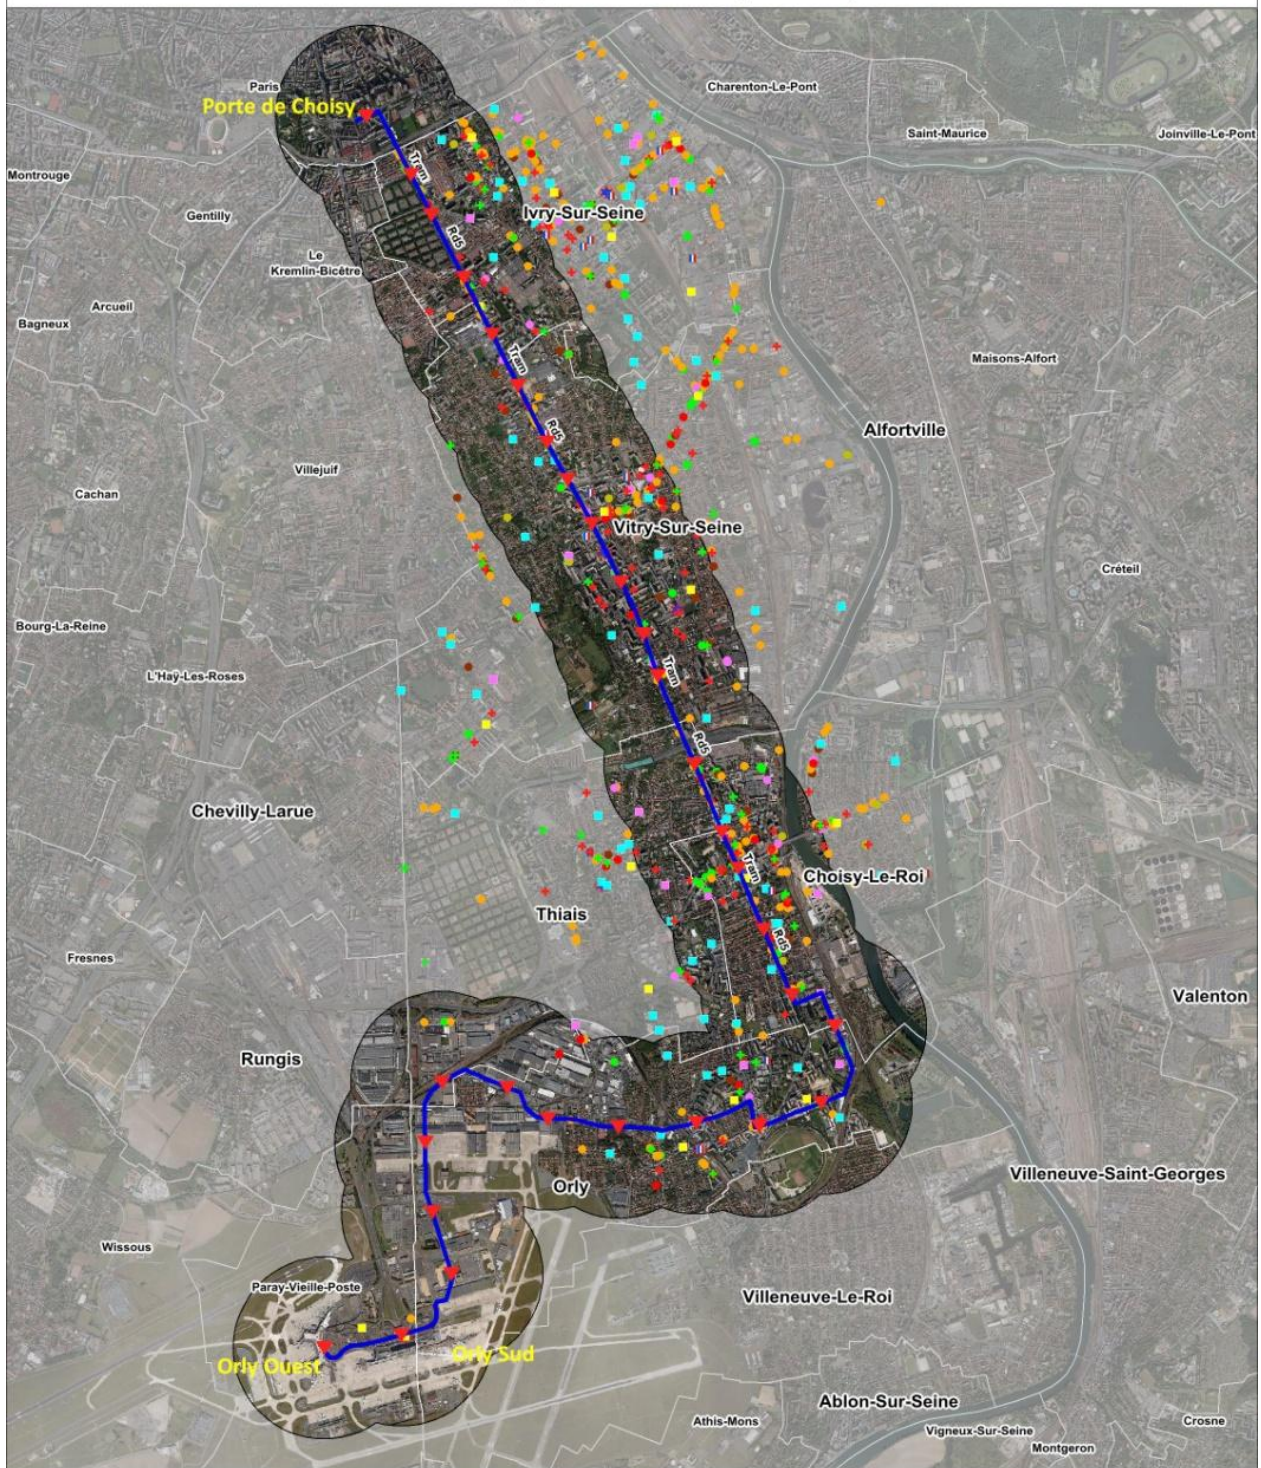 Paris
Charenton-Le-Pont
Porte de Choisy
Saint-Maurice
Joinville-Le-Pont
Tram
Montrouge
Ivry-Sur-Seine
Gentilly
Rd5
Le
Kremlin-Bicêtre
Arcueil
Bagneux
Tram
Maisons-Alfort
Rd5
Alfortville
Villejuif
Cachan
Vitry-Sur-Seine
Créteil
Bourg-La-Reine
L'Haÿ-Les-Roses
Tram
Rd5
Chevilly-Larue
Tram
Choisy-Le-Roi
Thiais
Rd5
Fresnes
Valenton
Rungis
Villeneuve-Saint-Georges
Orly
Wissous
Paray-Vieille-Poste
Villeneuve-Le-Roi
Orly Sud
Orly Ouest
Ablon-Sur-Seine
Athis-Mons
Vigneux-Sur-Seine
Crosne
Montgeron